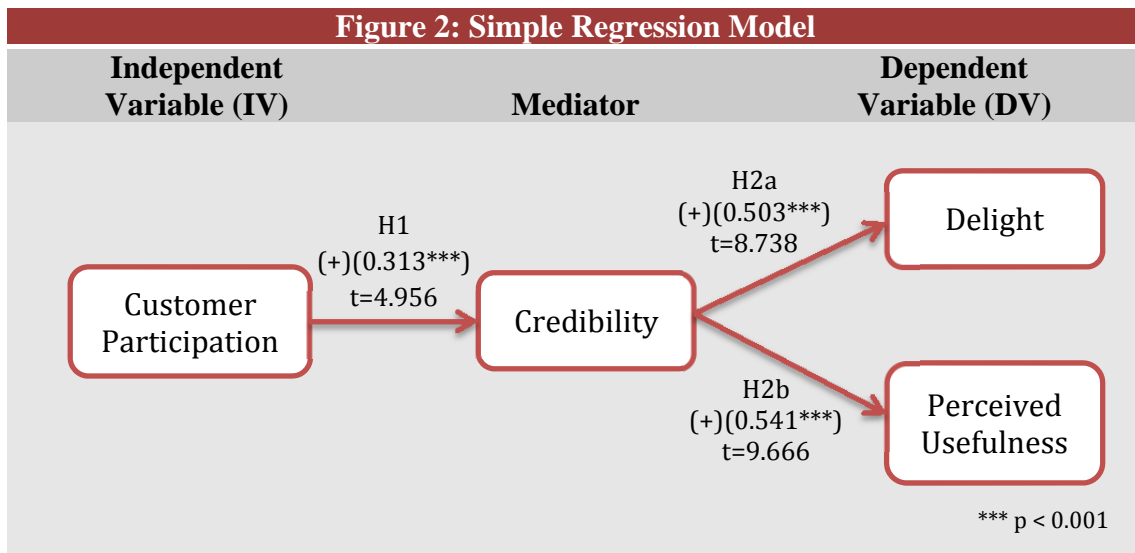 Figure 2: Simple Regression Model
Independent
Variable (IV)
Mediator
Dependent
Variable (DV)
H1
(+)(0.313***)
t=4.956
Customer
Participation
Credibility
H2a
(+)(0.503***)
t=8.738
Delight
H2b
(+)(0.541***)
t=9.666
Perceived
Usefulness
*** p < 0.001